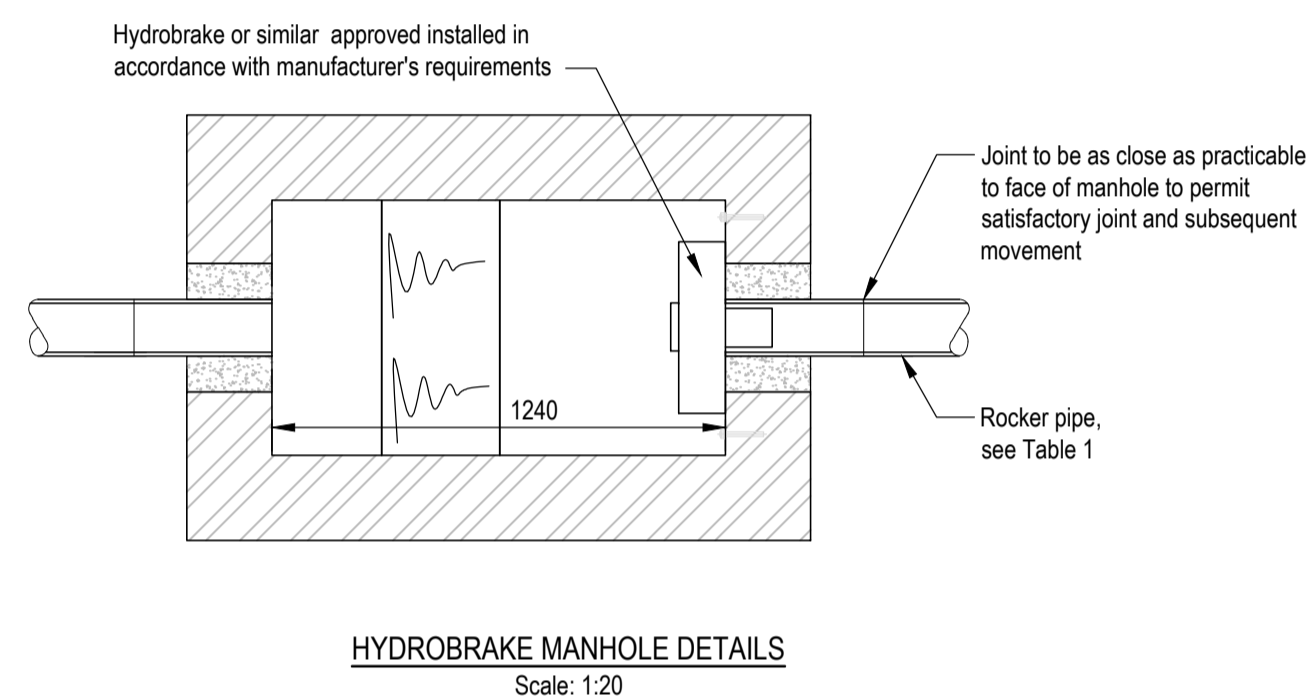 Hydrobrake or similar approved installed in
accordance with manufacturer's requirements
Joint to be as close as practicable
to face of manhole to permit
satisfactory joint and subsequent
movement
1240
Rocker pipe,
see Table 1
HYDROBRAKE MANHOLE DETAILS
Scale: 1:20